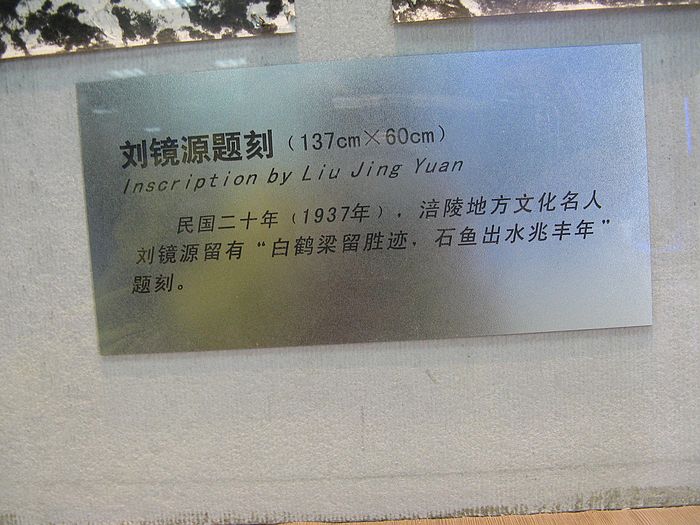 刘镜源题刻（137cm×60cm）
Inscription by Liu Jing Yuan
民国二十年（1937年），涪陵地方文化名人
刘镜源留有“白鹤梁留胜迹，石鱼出水兆丰年”
题刻。